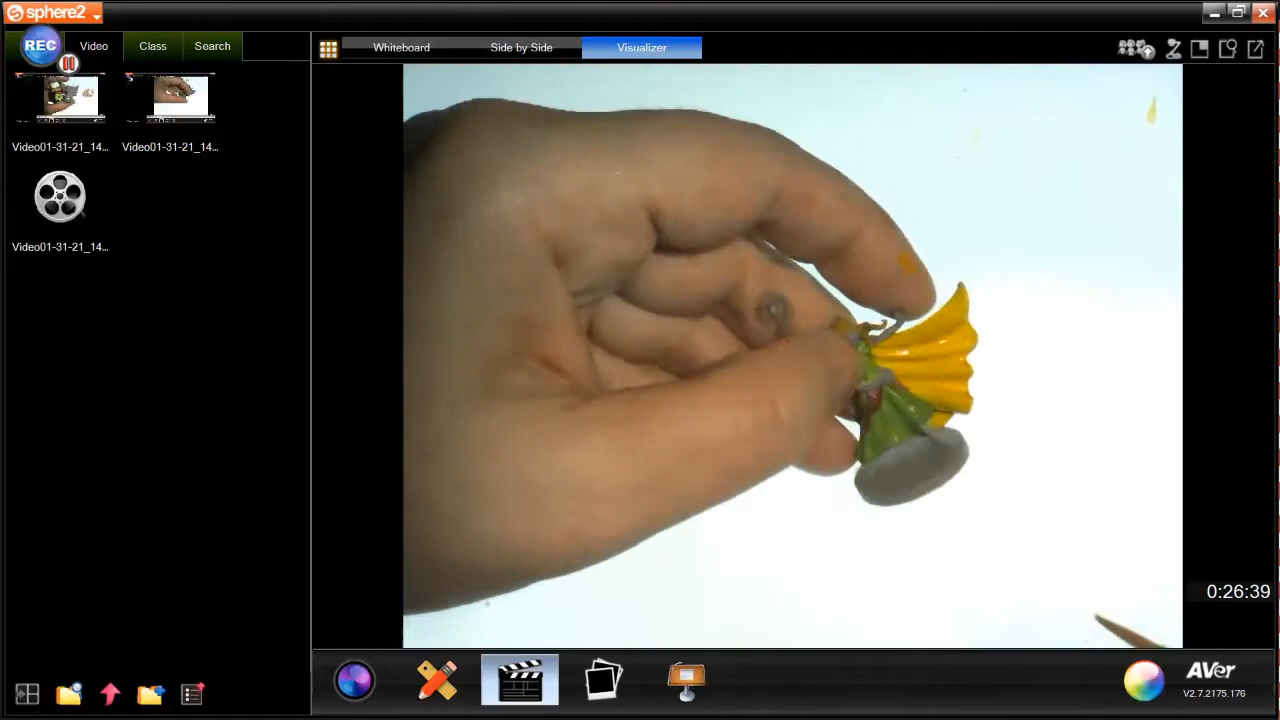 sphere2
REC
Video
Class
Search
Whiteboard
Side by Side
Visualizer
Video01-31-21_14...
Video01-31-21_14...
Video01-31-21_14...
0:26:39
AVer
V2.7.2175.176